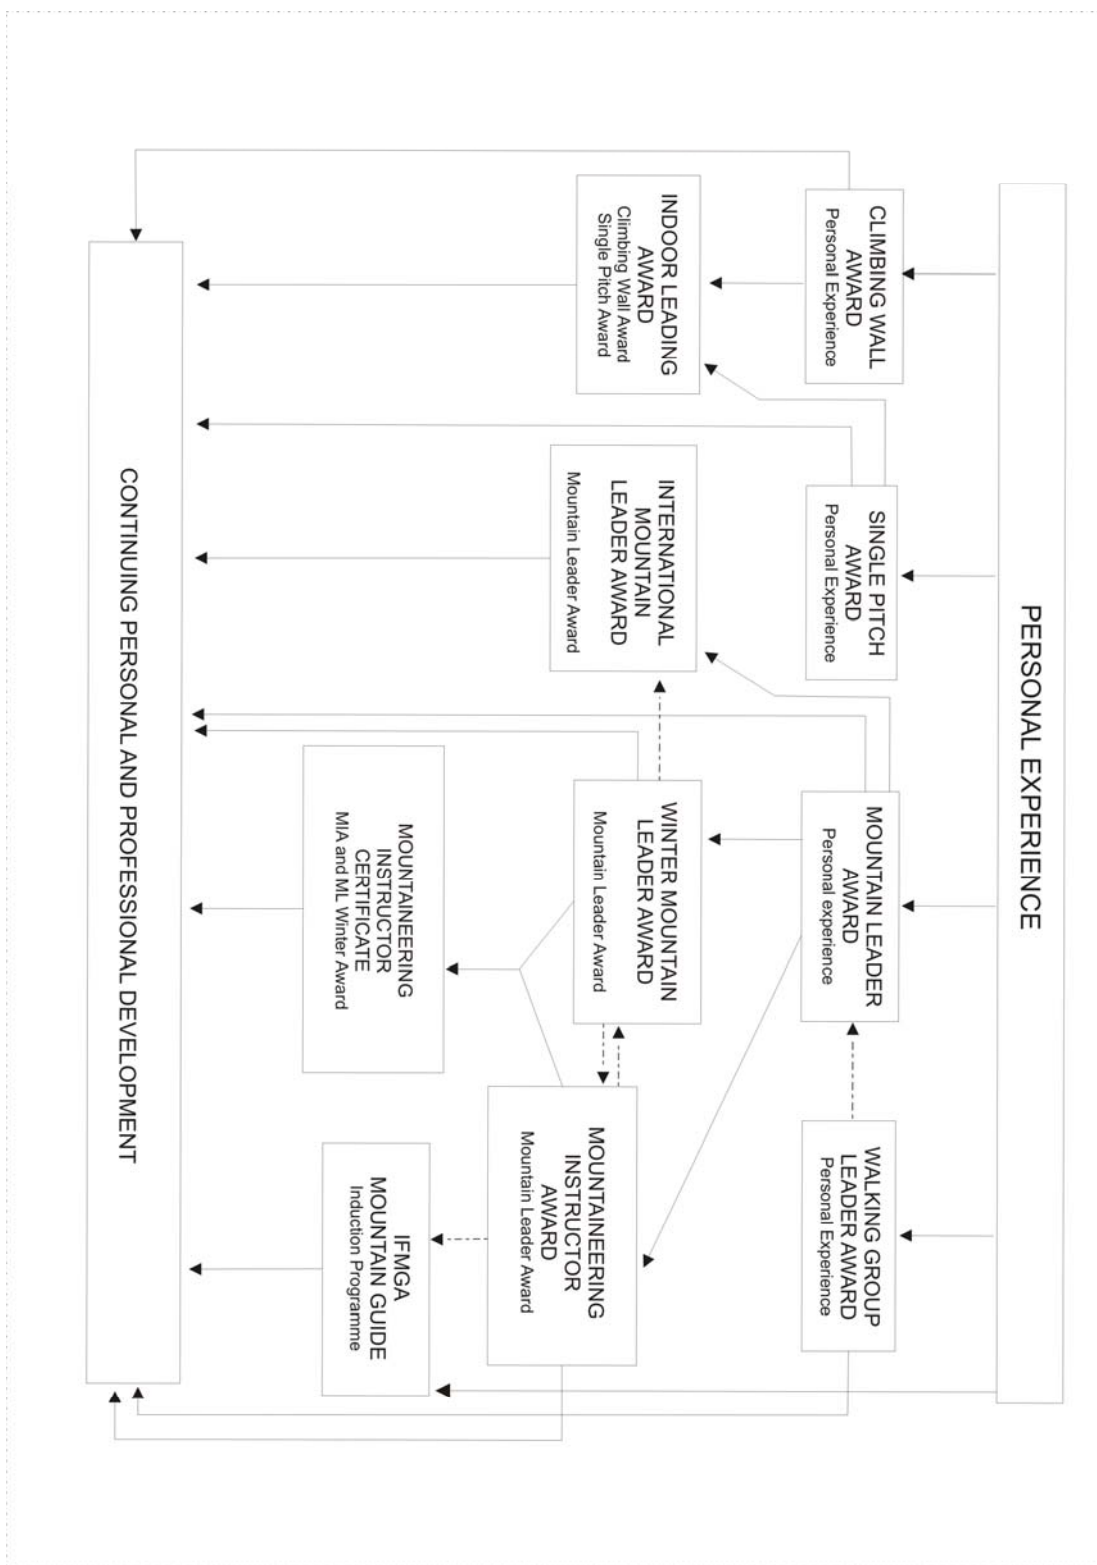 PERSONAL EXPERIENCE
CLIMBING WALL
AWARD
Personal Experience
SINGLE PITCH
AWARD
Personal Experience
MOUNTAIN LEADER
AWARD
Personal experience
WALKING GROUP
LEADER AWARD
Personal Experience
INDOOR LEADING
AWARD
Climbing Wall Award
Single Pitch Award
INTERNATIONAL
MOUNTAIN
LEADER AWARD
Mountain Leader Award
WINTER MOUNTAIN
LEADER AWARD
Mountain Leader Award
MOUNTAINEERING
INSTRUCTOR
AWARD
Mountain Leader Award
MOUNTAINEERING
INSTRUCTOR
CERTIFICATE
MIA and ML Winter Award
IFMGA
MOUNTAIN GUIDE
Induction Programme
CONTINUING PERSONAL AND PROFESSIONAL DEVELOPMENT